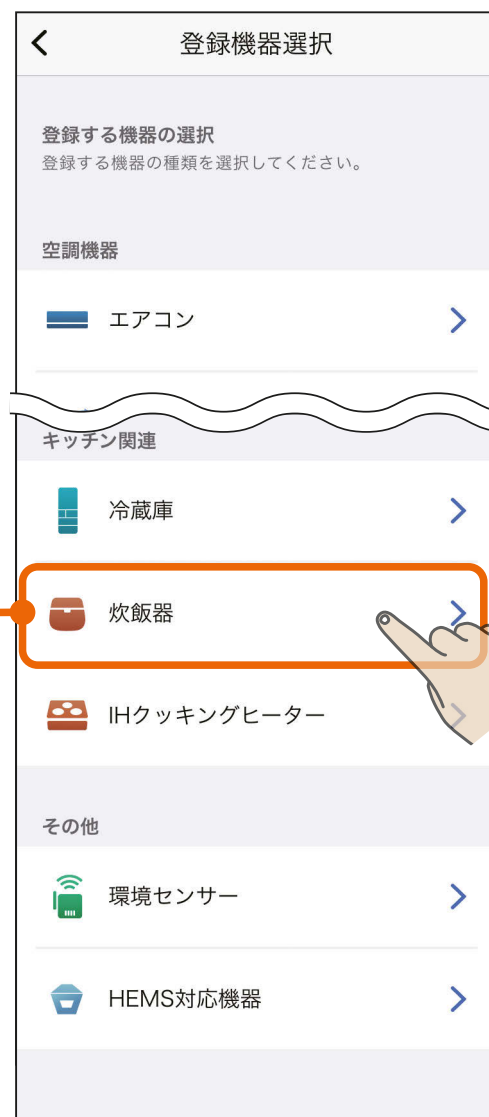 登録機器選択
登録する機器の選択
登録する機器の種類を選択してください。
空調機器
エアコン
キッチン関連
冷蔵庫
炊飯器
IHクッキングヒーター
その他
環境センサー
HEMS対応機器